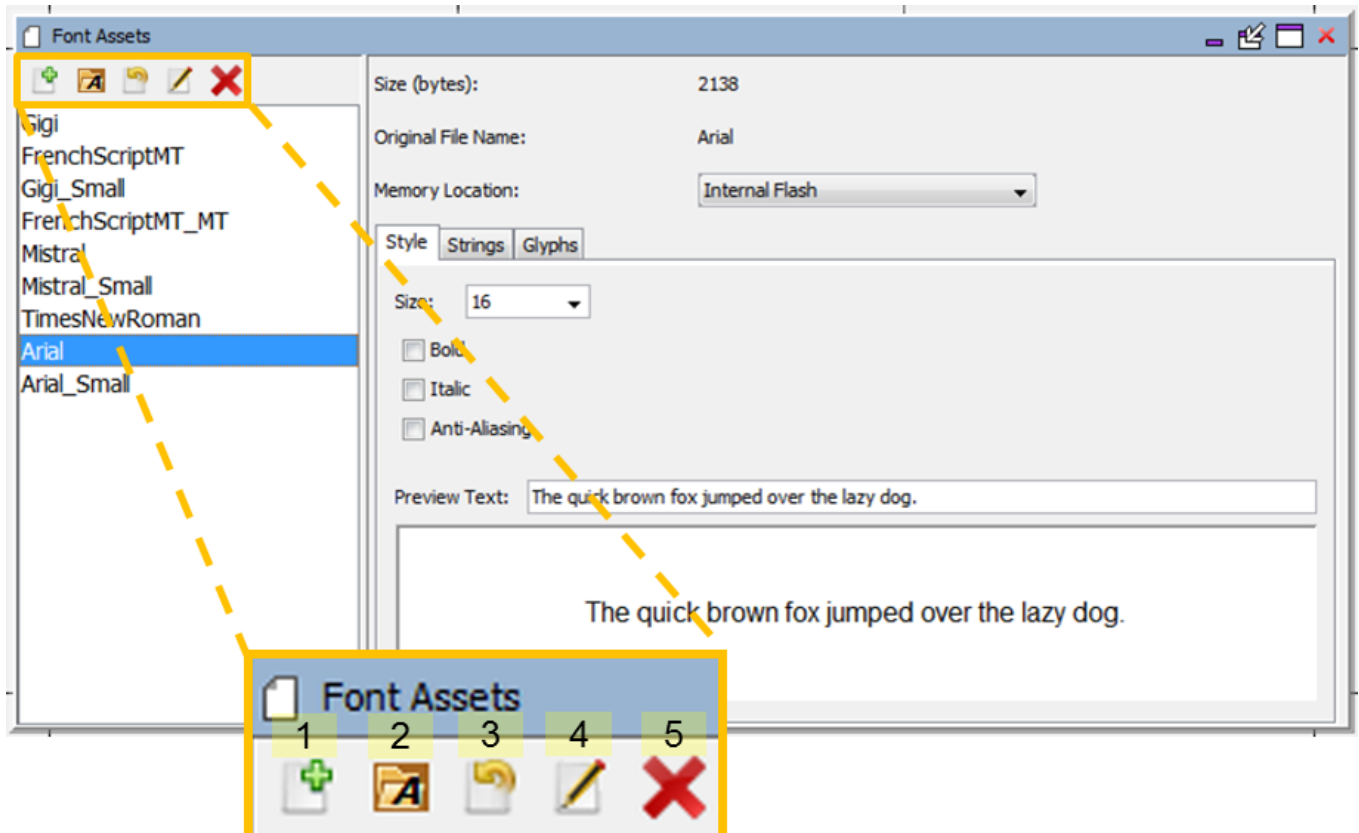 Font Assets
Gigi
FrenchScriptMT
Gigi_Small
FrenchScriptMT_MT
Mistral
Mistral_Small
TimesNewRoman
Arial
Arial_Small
Size (bytes): 2138
Original File Name: Arial
Memory Location: Internal Flash
Style Strings Glyphs
Size: 16
Bold
Italic
Anti-Aliasing
Preview Text: The quick brown fox jumped over the lazy dog.
The quick brown fox jumped over the lazy dog.
Font Assets
1 2 3 4 5
A